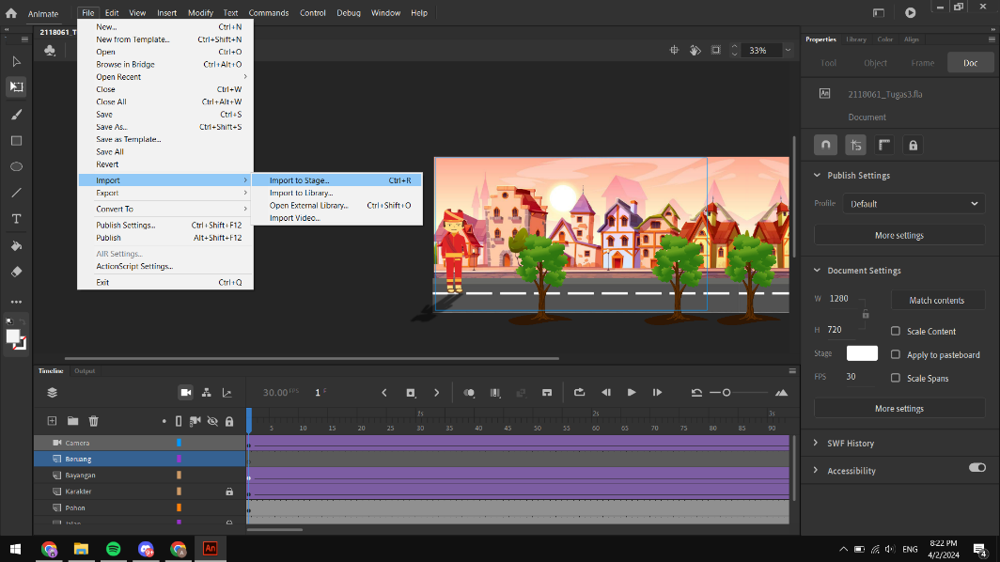 Animate File Edit View Insert Modify Text Commands Control Debug Window Help
2118061_T
New... Ctrl+N
New from Template... Ctrl+Shift+N
Open Ctrl+O
Browse in Bridge Ctrl+Alt+O
Open Recent
Close Ctrl+W
Close All Ctrl+Alt+W
Save Ctrl+S
Save As... Ctrl+Shift+S
Save as Template...
Save All
Revert
Import
Export
Convert To
Publish Settings... Ctrl+Shift+F12
Publish Alt+Shift+F12
AIR Settings...
ActionScript Settings...
Exit Ctrl+Q
Import to Stage... Ctrl+R
Import to Library...
Open External Library... Ctrl+Shift+O
Import Video...
33%
Properties Library Color Align
Tool Object Frame Doc
An 2118061_Tugas3.fla
Document
Publish Settings
Profile Default
More settings
Document Settings
W 1280 Match contents
H 720 Scale Content
Stage Apply to pasteboard
FPS 30 Scale Spans
More settings
SWF History
Accessibility
Timeline Output
30.00 FPS 1 F
1s 2s 3s
5 10 15 20 25 30 35 40 45 50 55 60 65 70 75 80 85 90
Camera
Beruang
Bayangan
Karakter
Pohon
Jalan
An
ENG
8:22 PM
4/2/2024
4